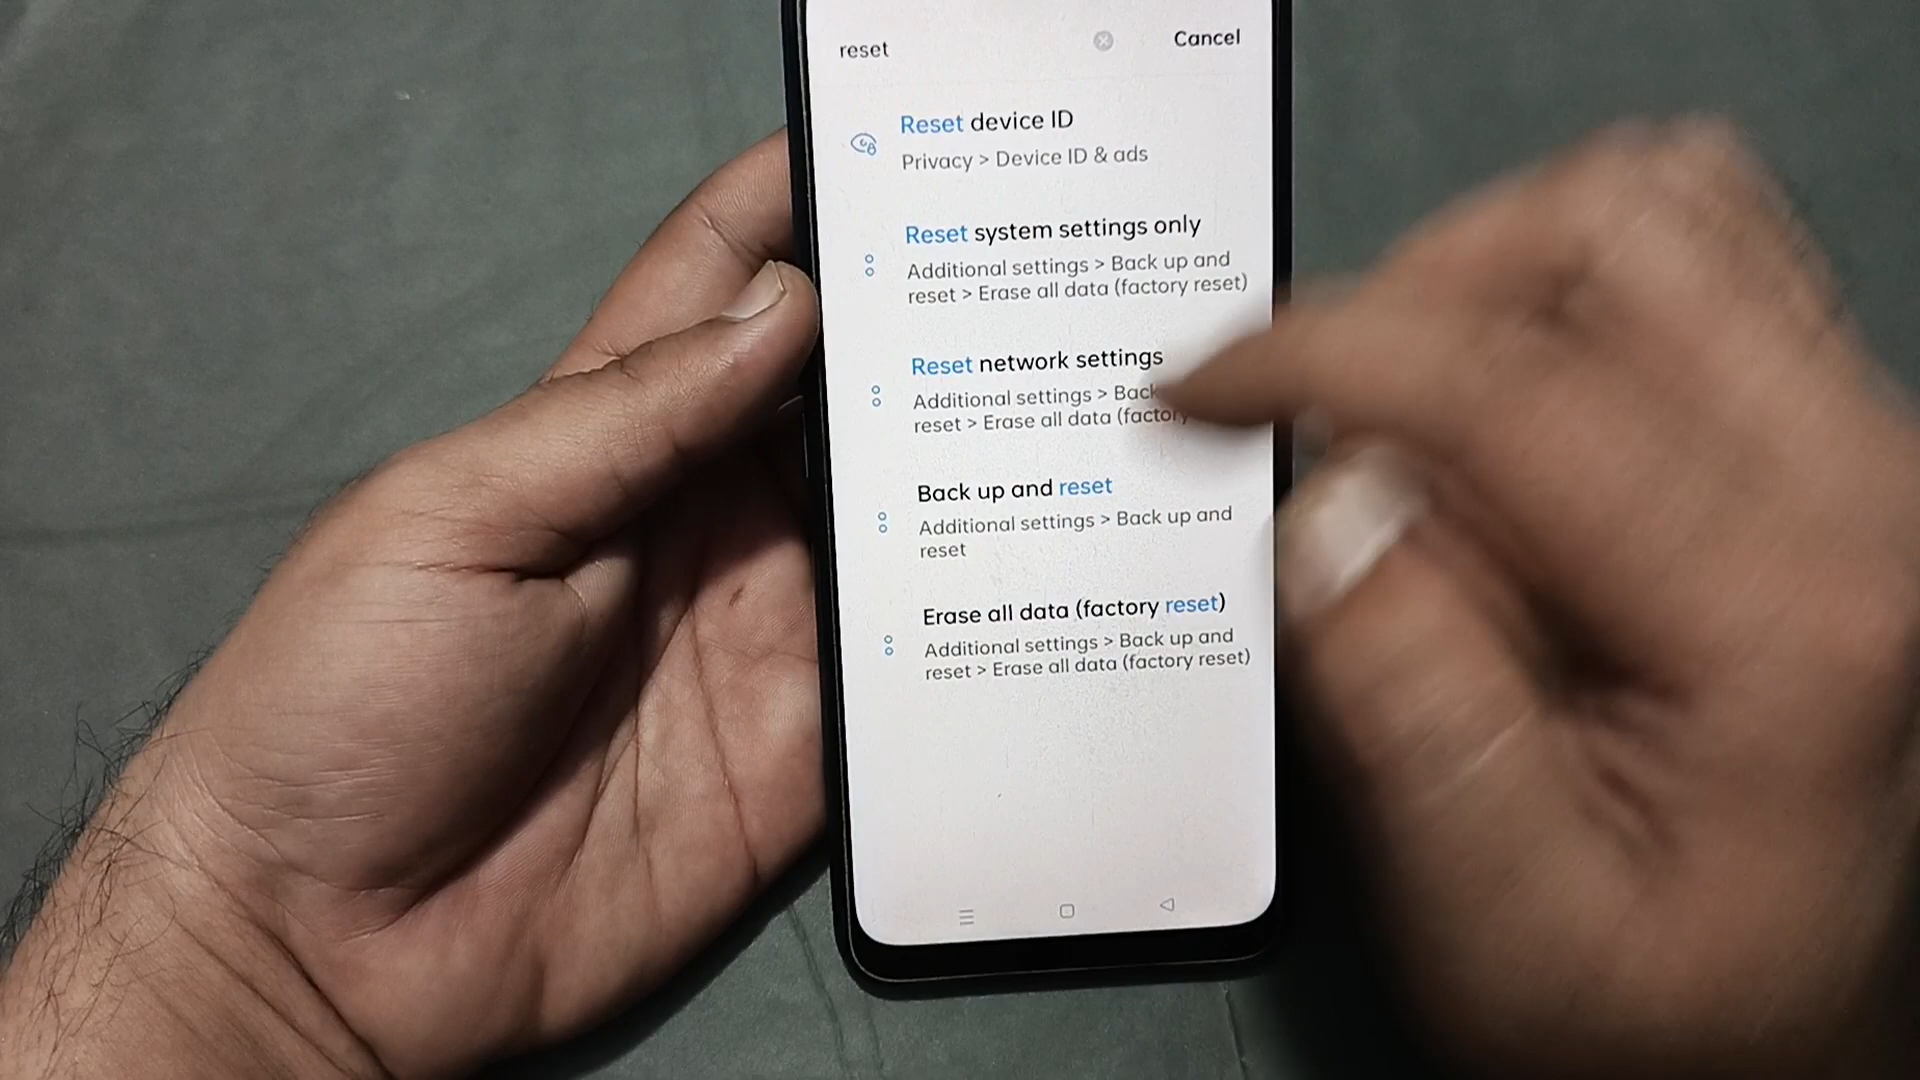 reset
Cancel
Reset device ID
Privacy > Device ID & ads
Reset system settings only
Additional settings > Back up and
reset > Erase all data (factory reset)
Reset network settings
Additional settings > Back
reset > Erase all data (factory
Back up and reset
Additional settings > Back up and
reset
Erase all data (factory reset)
Additional settings > Back up and
reset > Erase all data (factory reset)